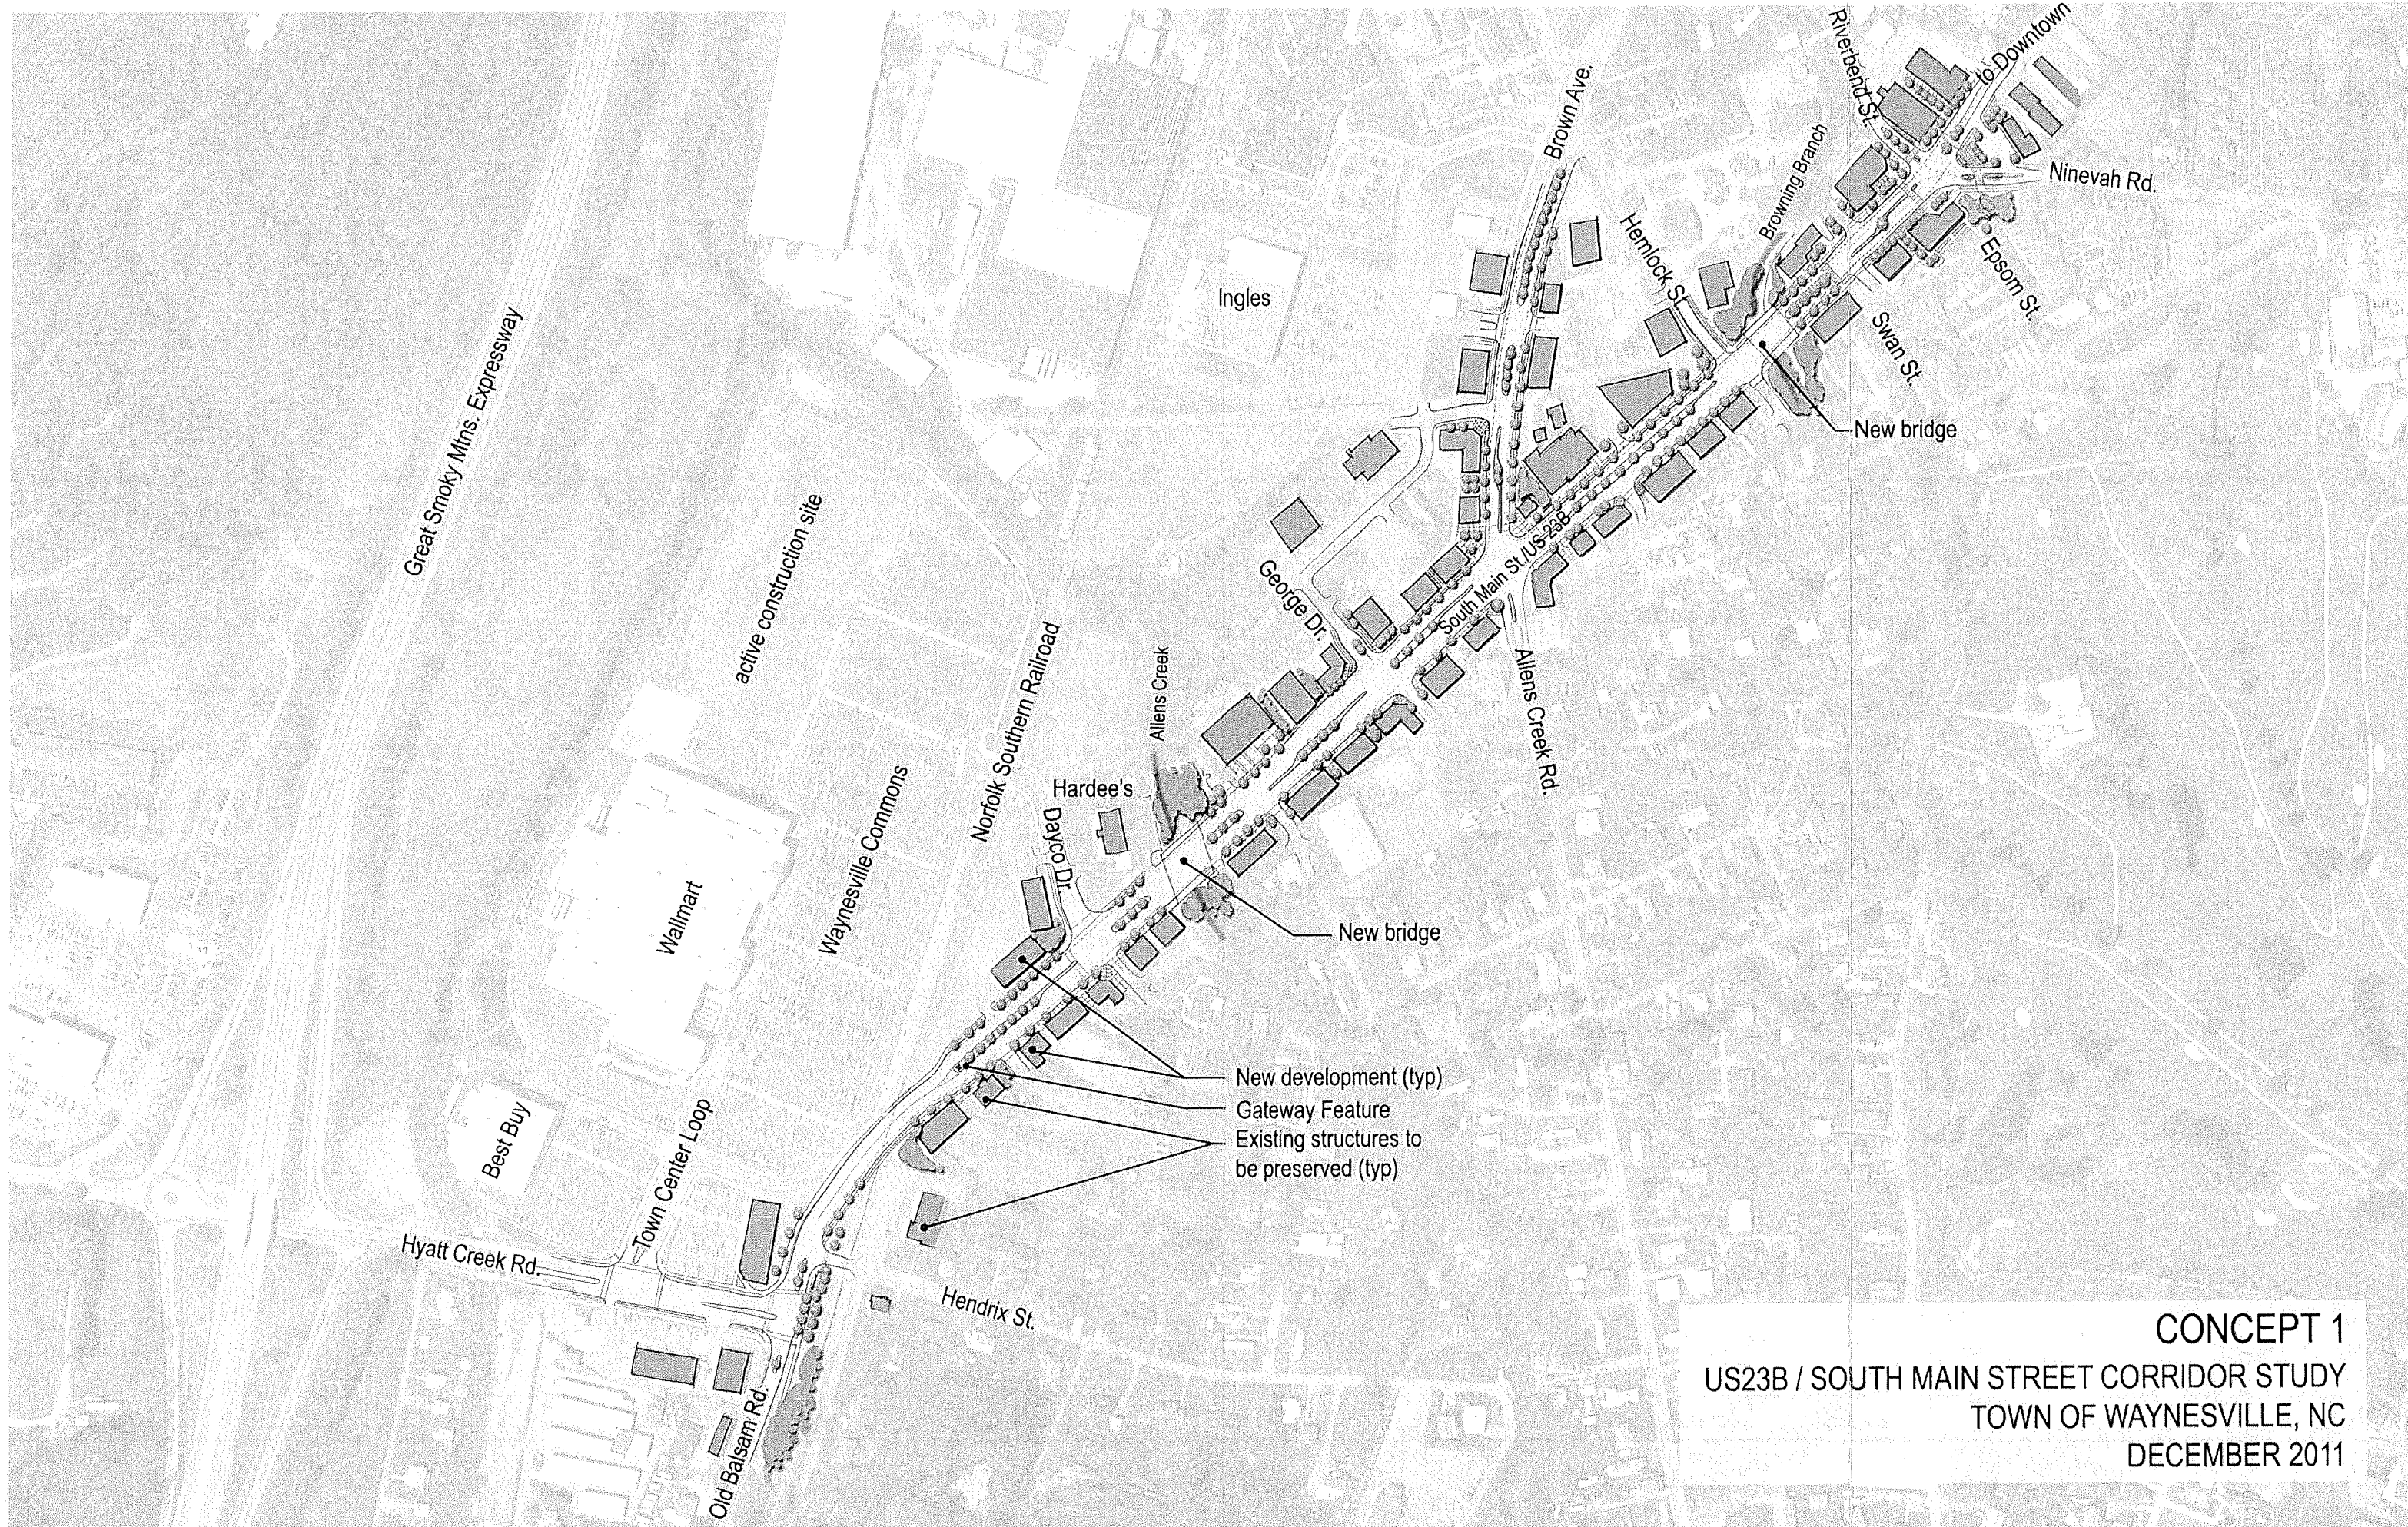 to Downtown
Riverbend St.
Brown Ave.
Browning Branch
Ninevah Rd.
Hemlock St.
Epsom St.
Ingles
Swan St.
Great Smoky Mtns. Expressway
New bridge
active construction site
South Main St./US 23B
George Dr.
Norfolk Southern Railroad
Allens Creek
Allens Creek Rd.
Hardee's
Dayco Dr.
Waynesville Commons
Wallmart
New bridge
New development (typ)
Gateway Feature
Existing structures to
be preserved (typ)
Best Buy
Town Center Loop
Hyatt Creek Rd.
Hendrix St.
Old Balsam Rd.
CONCEPT 1
US23B / SOUTH MAIN STREET CORRIDOR STUDY
TOWN OF WAYNESVILLE, NC
DECEMBER 2011